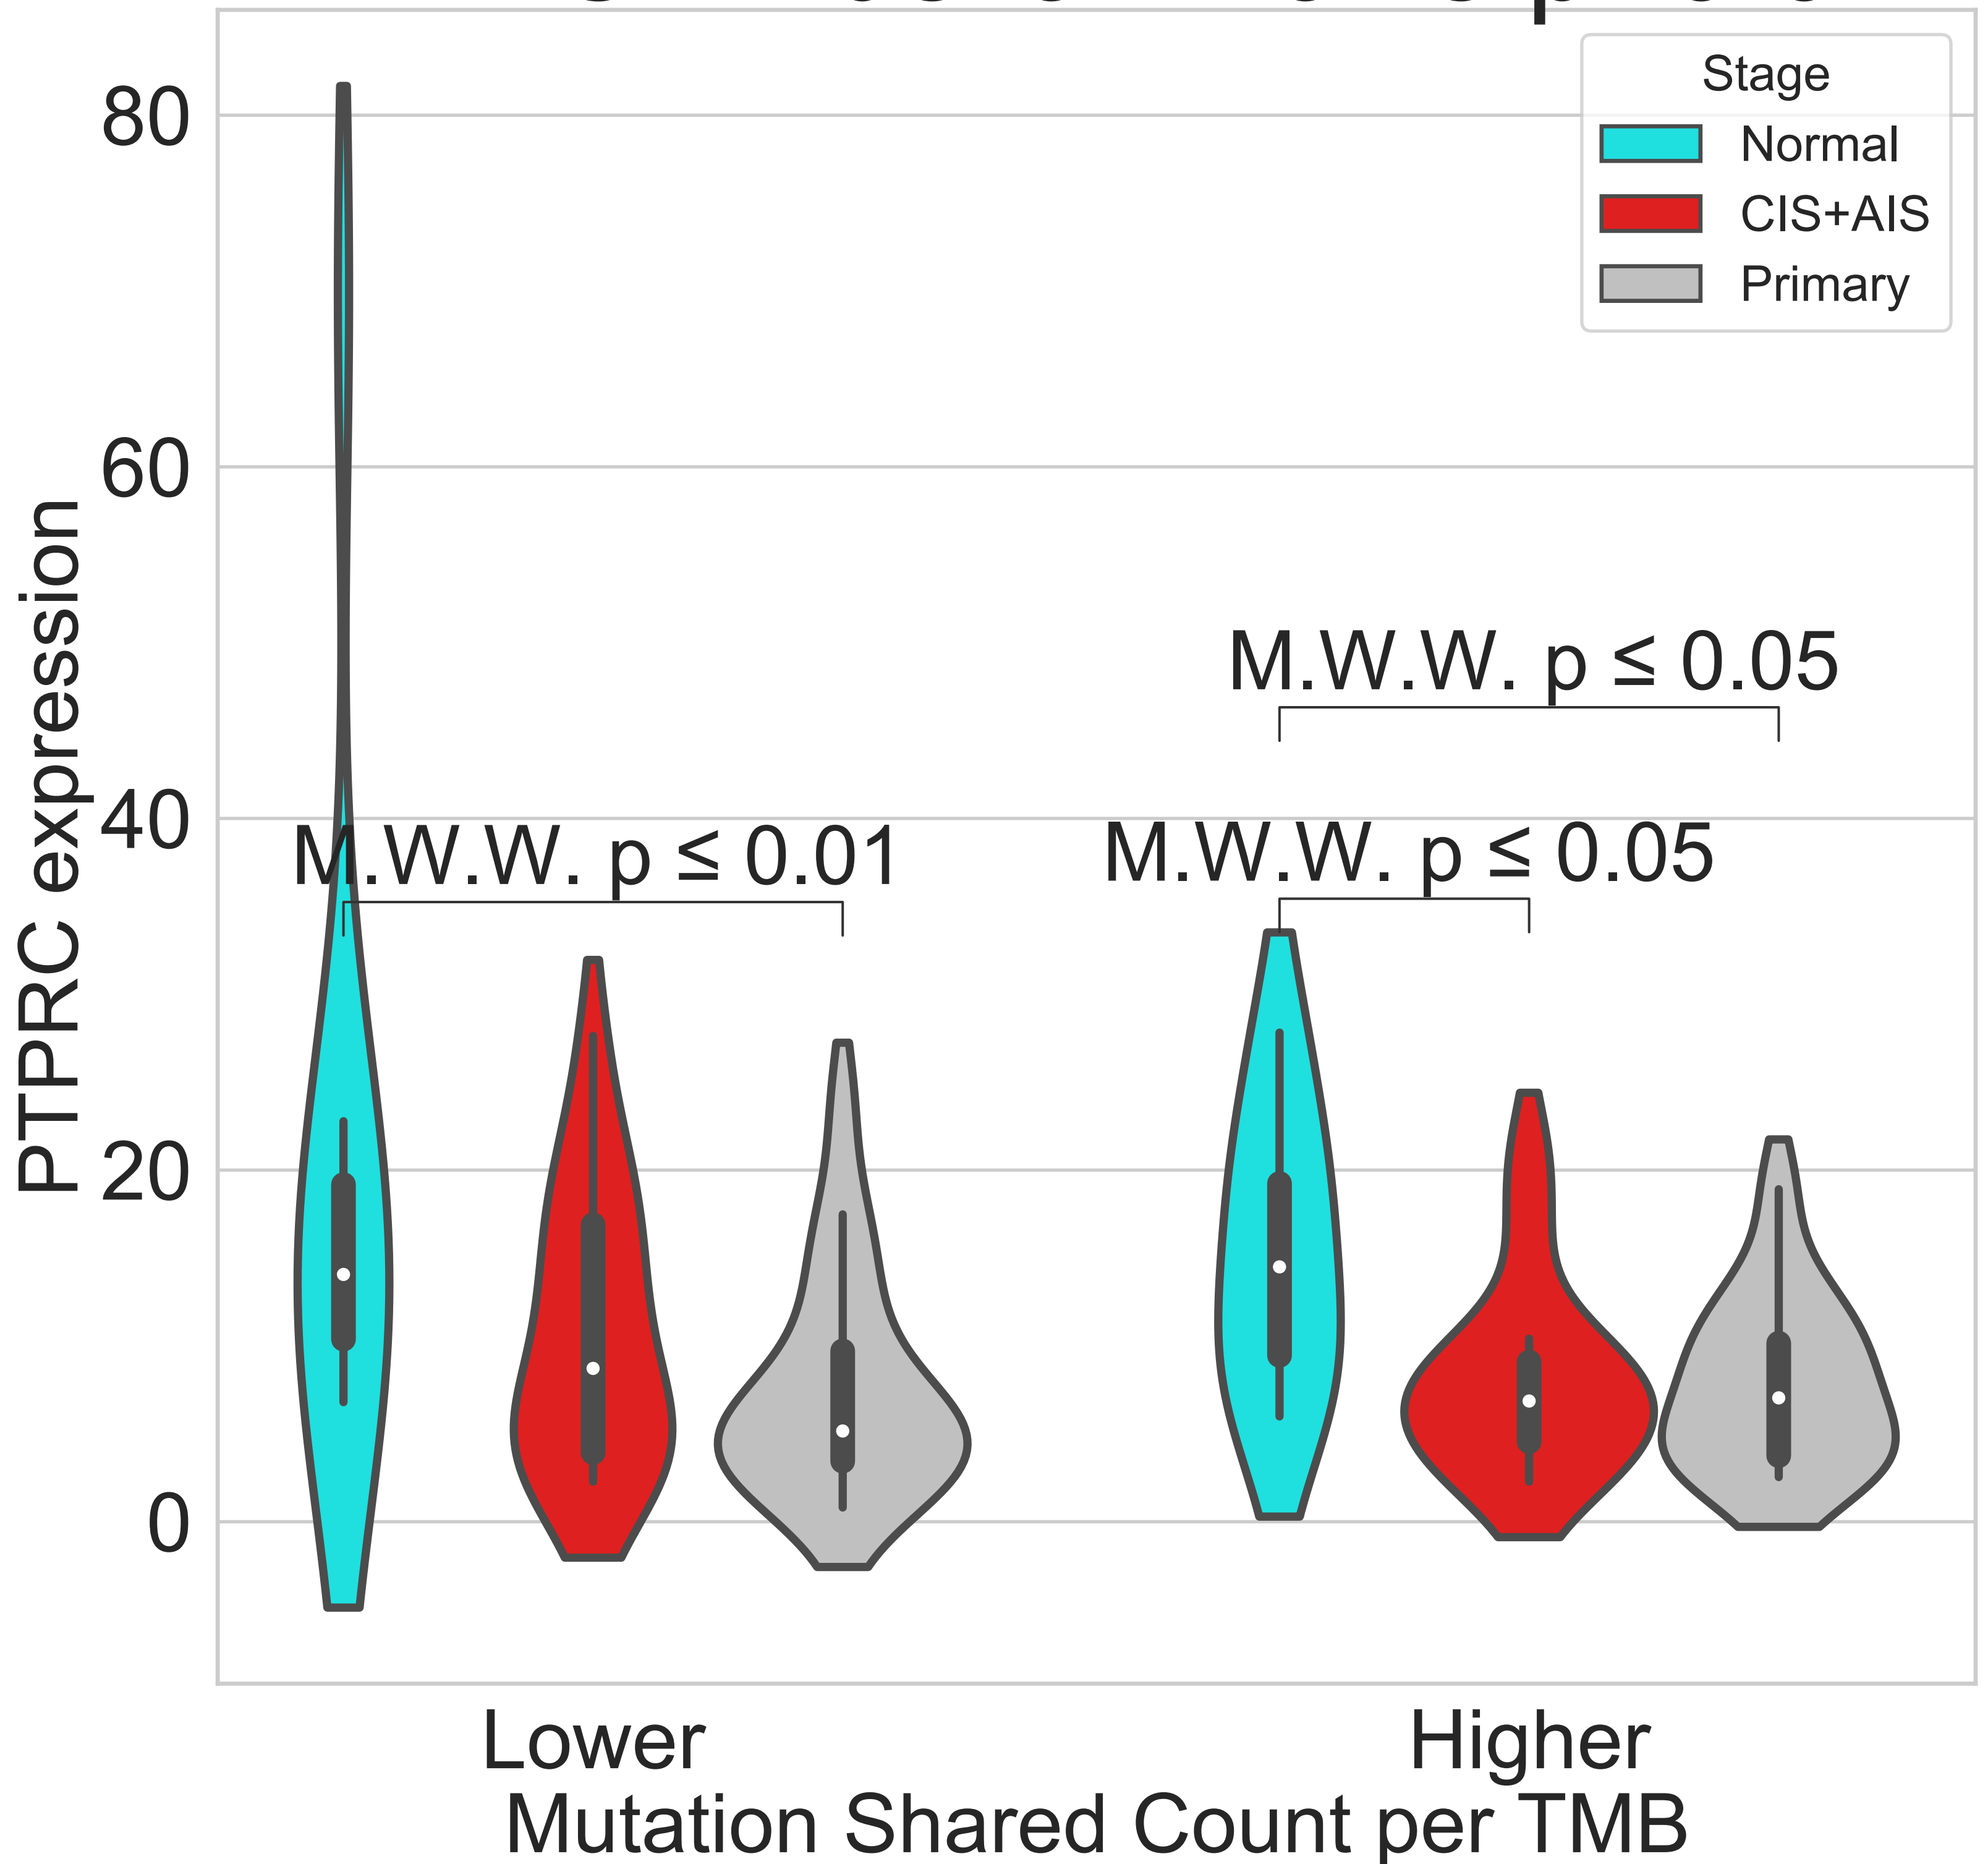 Stage
Normal
CIS+AIS
Primary
80
60
40
20
0
PTPRC expression
M.W.W. p ≤ 0.05
M.W.W. p ≤ 0.01
M.W.W. p ≤ 0.05
Lower
Higher
Mutation Shared Count per TMB